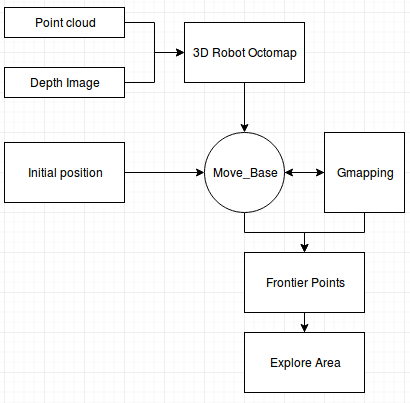 Point cloud
3D Robot Octomap
Depth Image
Initial position
Move_Base
Gmapping
Frontier Points
Explore Area